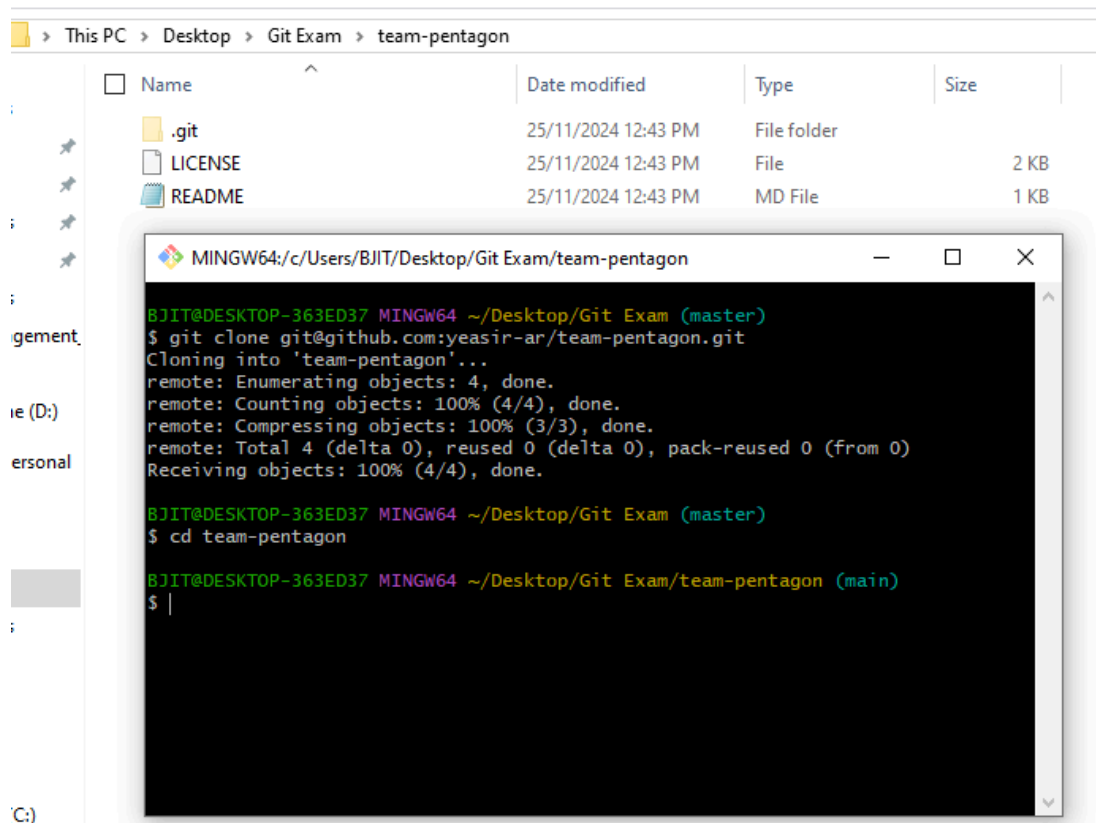 This PC > Desktop > Git Exam > team-pentagon
Name Date modified Type Size
.git 25/11/2024 12:43 PM File folder
LICENSE 25/11/2024 12:43 PM File 2 KB
README 25/11/2024 12:43 PM MD File 1 KB
agement_
ne (D:)
ersonal
C:)
MINGW64:/c/Users/BJIT/Desktop/Git Exam/team-pentagon
BJIT@DESKTOP-363ED37 MINGW64 ~/Desktop/Git Exam (master)
$ git clone git@github.com:yeasir-ar/team-pentagon.git
Cloning into 'team-pentagon'...
remote: Enumerating objects: 4, done.
remote: Counting objects: 100% (4/4), done.
remote: Compressing objects: 100% (3/3), done.
remote: Total 4 (delta 0), reused 0 (delta 0), pack-reused 0 (from 0)
Receiving objects: 100% (4/4), done.
BJIT@DESKTOP-363ED37 MINGW64 ~/Desktop/Git Exam (master)
$ cd team-pentagon
BJIT@DESKTOP-363ED37 MINGW64 ~/Desktop/Git Exam/team-pentagon (main)
$